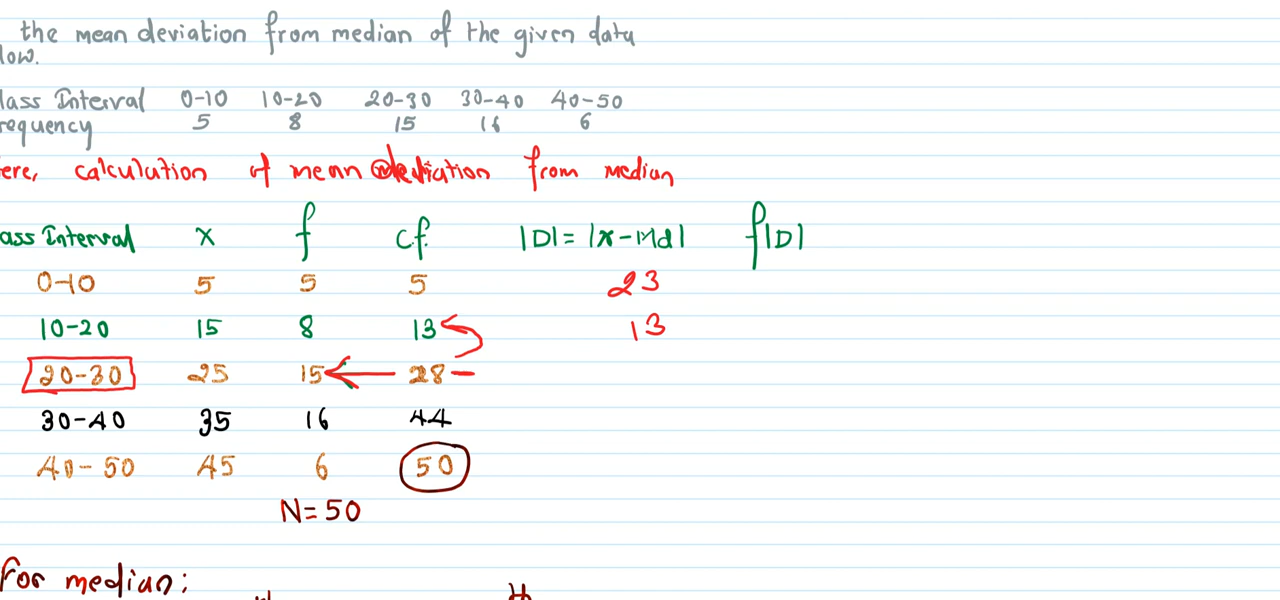 the mean deviation from median of the given data
low.
lass Interval 0-10 10-20 20-30 30-40 40-50
requency 5 8 15 16 6
ere, calculation of mean deviation from median
ass Interval x f cf. |D| = |x-Md| f|D|
0-10 5 5 5 23
10-20 15 8 13 13
20-30 25 15 28
30-40 35 16 44
40-50 45 6 50
N=50
For median: